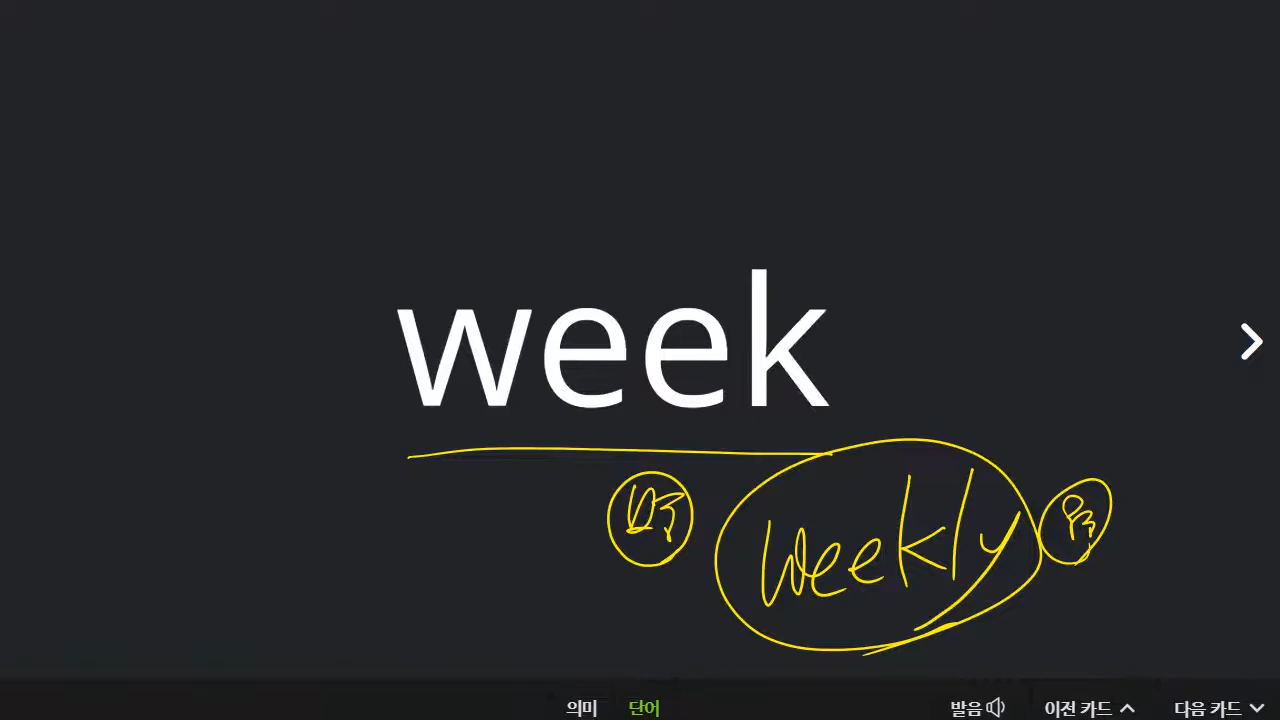 week
weekly
의미 단어 발음 이전 카드 다음 카드